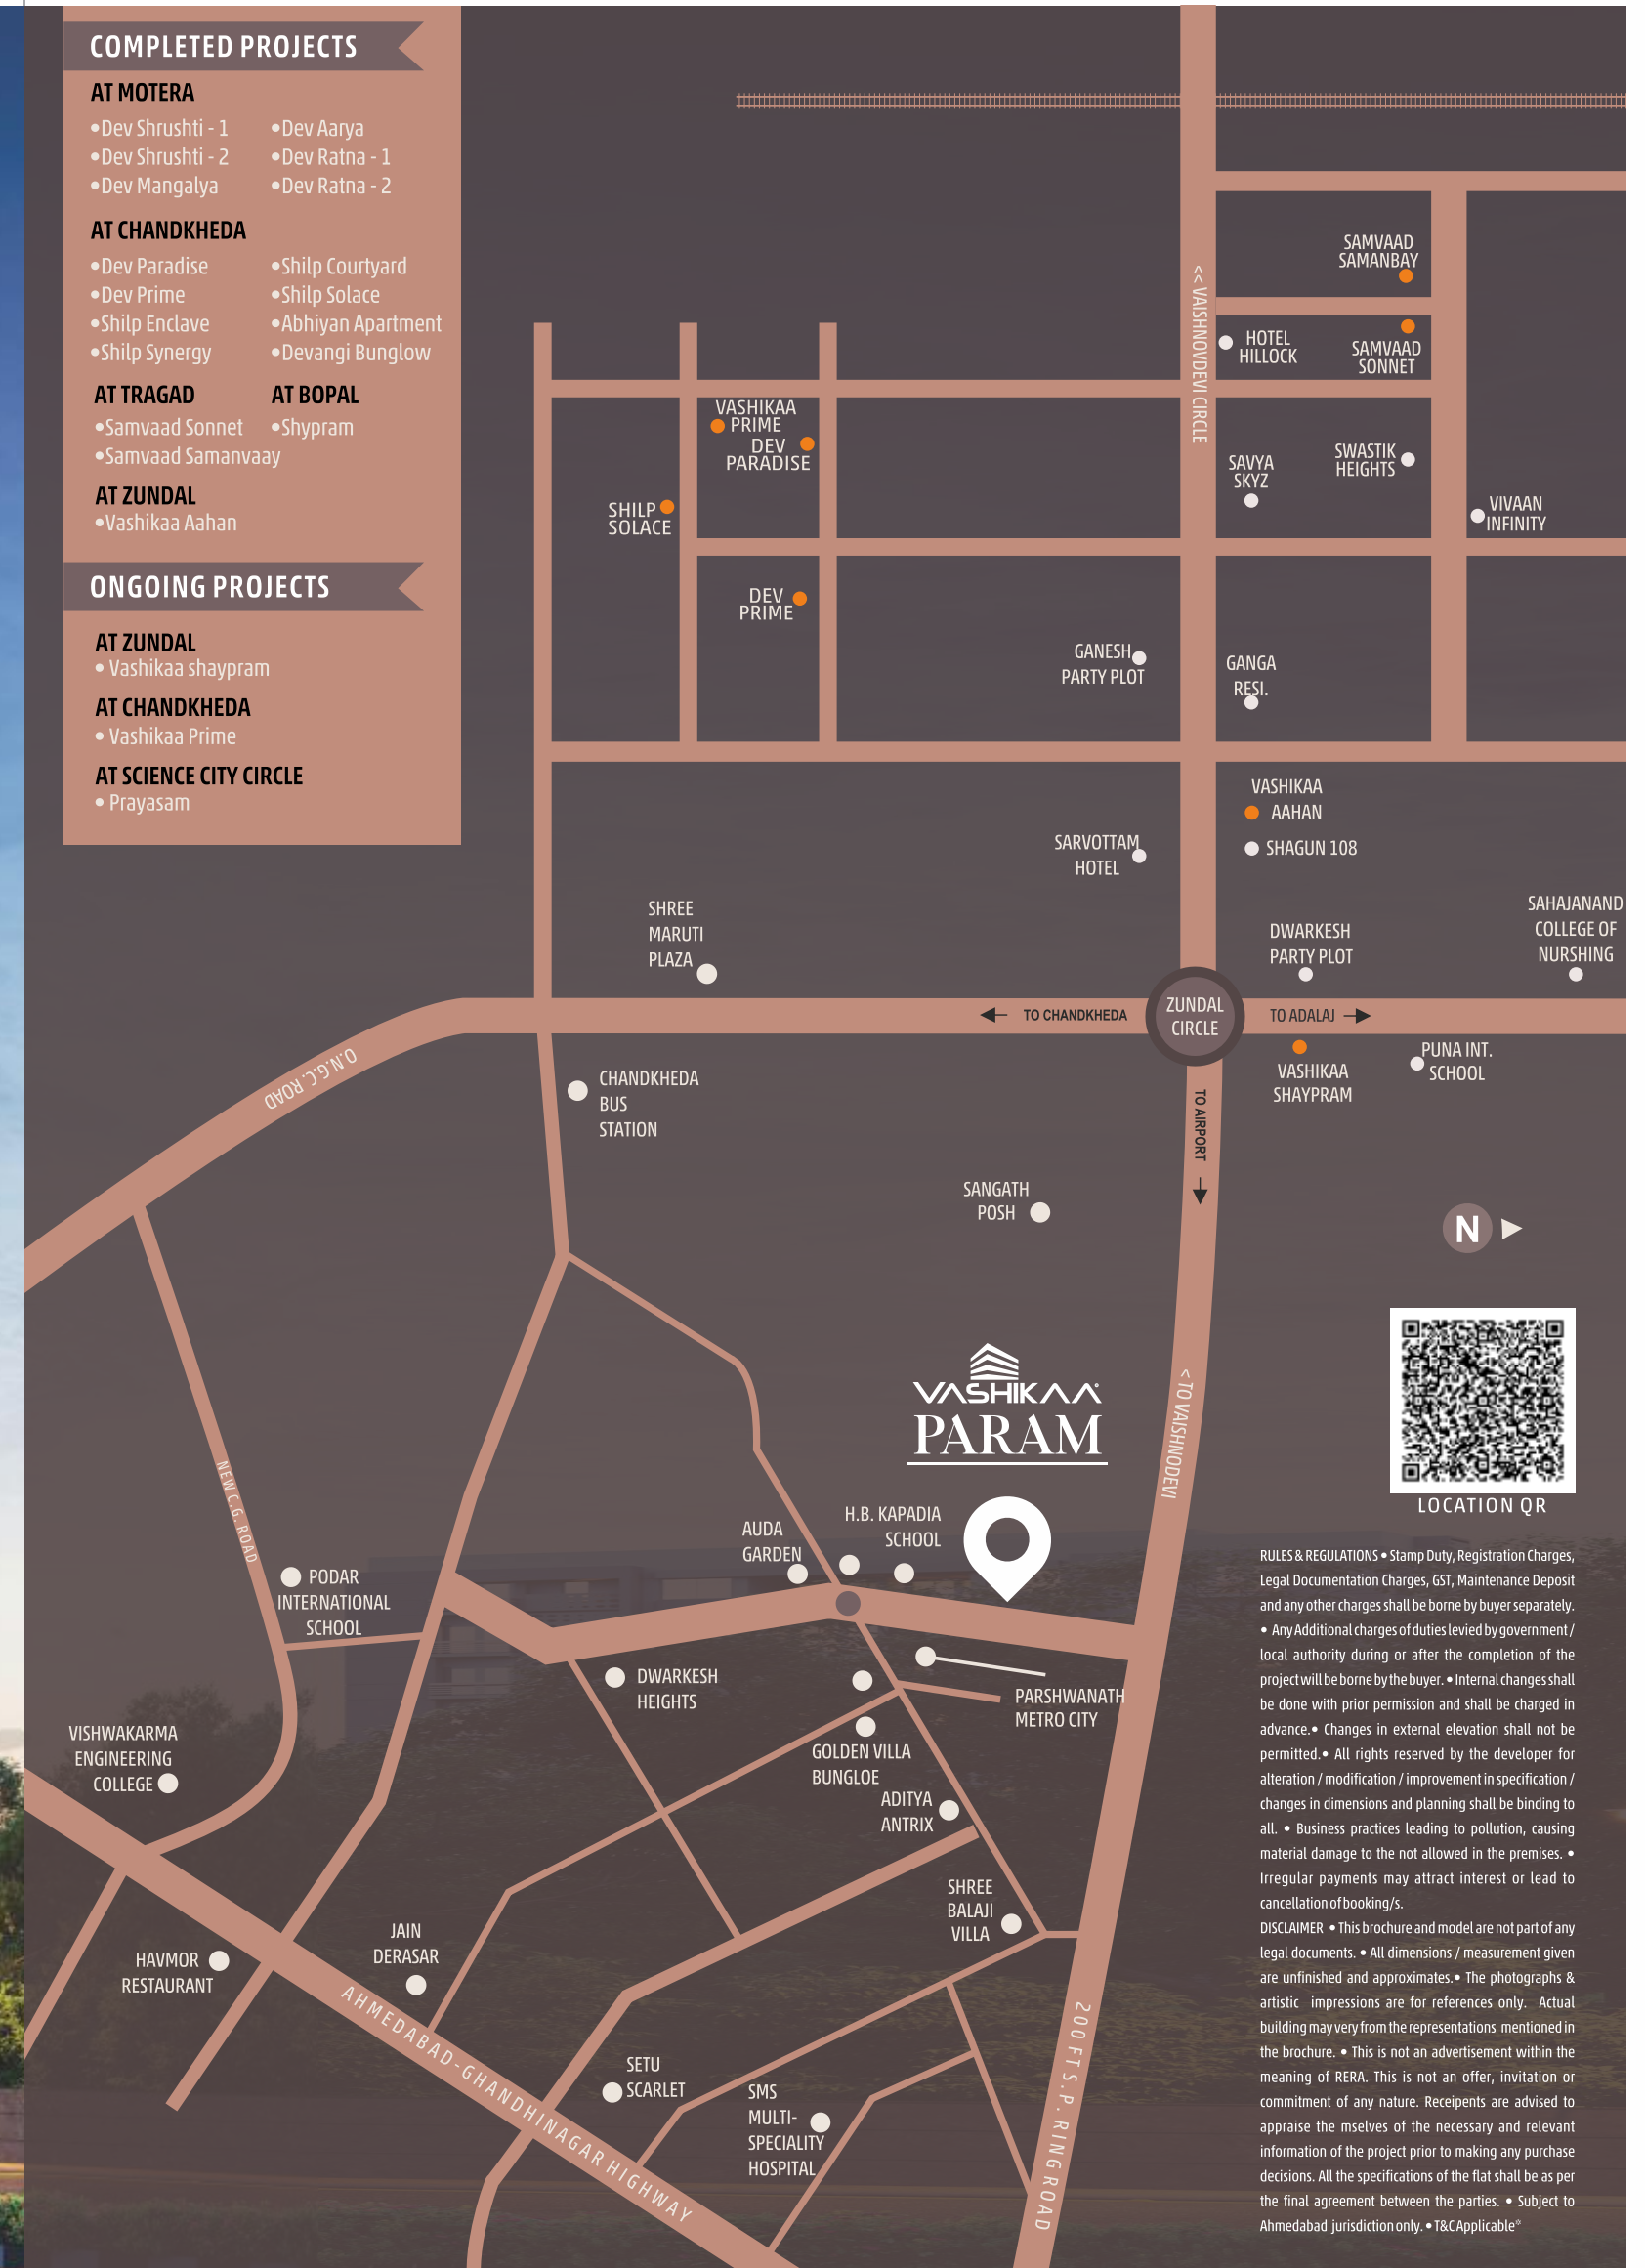 COMPLETED PROJECTS
AT MOTERA
•Dev Shrushti - 1
•Dev Shrushti - 2
•Dev Mangalya
•Dev Aarya
•Dev Ratna - 1
•Dev Ratna - 2
AT CHANDKHEDA
•Dev Paradise
•Dev Prime
•Shilp Enclave
•Shilp Synergy
•Shilp Courtyard
•Shilp Solace
•Abhiyan Apartment
•Devangi Bunglow
AT TRAGAD
•Samvaad Sonnet
•Samvaad Samanvaay
AT BOPAL
•Shypram
AT ZUNDAL
•Vashikaa Aahan
ONGOING PROJECTS
AT ZUNDAL
• Vashikaa shaypram
AT CHANDKHEDA
• Vashikaa Prime
AT SCIENCE CITY CIRCLE
• Prayasam
<< VAISHNOVDEVI CIRCLE
SAMVAAD
SAMANBAY
HOTEL
HILLOCK
SAMVAAD
SONNET
VASHIKAA
PRIME
DEV
PARADISE
SAVYA
SKYZ
SWASTIK
HEIGHTS
SHILP
SOLACE
VIVAAN
INFINITY
DEV
PRIME
GANESH
PARTY PLOT
GANGA
RESI.
VASHIKAA
AAHAN
SHAGUN 108
SARVOTTAM
HOTEL
SHREE
MARUTI
PLAZA
DWARKESH
PARTY PLOT
SAHAJANAND
COLLEGE OF
NURSHING
TO CHANDKHEDA
ZUNDAL
CIRCLE
TO ADALAJ
O.N.G.C. ROAD
CHANDKHEDA
BUS
STATION
VASHIKAA
SHAYPRAM
PUNA INT.
SCHOOL
TO AIRPORT
SANGATH
POSH
N
VASHIKAA
PARAM
< TO VAISHNODEVI
LOCATION QR
NEW C.G. ROAD
AUDA
GARDEN
H.B. KAPADIA
SCHOOL
PODAR
INTERNATIONAL
SCHOOL
DWARKESH
HEIGHTS
PARSHWANATH
METRO CITY
VISHWAKARMA
ENGINEERING
COLLEGE
GOLDEN VILLA
BUNGLOE
ADITYA
ANTRIX
SHREE
BALAJI
VILLA
HAVMOR
RESTAURANT
JAIN
DERASAR
AHMEDABAD-GHANDHINAGAR HIGHWAY
SETU
SCARLET
SMS
MULTI-
SPECIALITY
HOSPITAL
200 FT S. P. RING ROAD
RULES & REGULATIONS • Stamp Duty, Registration Charges,
Legal Documentation Charges, GST, Maintenance Deposit
and any other charges shall be borne by buyer separately.
• Any Additional charges of duties levied by government /
local authority during or after the completion of the
project will be borne by the buyer. • Internal changes shall
be done with prior permission and shall be charged in
advance.• Changes in external elevation shall not be
permitted.• All rights reserved by the developer for
alteration / modification / improvement in specification /
changes in dimensions and planning shall be binding to
all. • Business practices leading to pollution, causing
material damage to the not allowed in the premises. •
Irregular payments may attract interest or lead to
cancellation of booking/s.
DISCLAIMER • This brochure and model are not part of any
legal documents. • All dimensions / measurement given
are unfinished and approximates.• The photographs &
artistic impressions are for references only. Actual
building may very from the representations mentioned in
the brochure. • This is not an advertisement within the
meaning of RERA. This is not an offer, invitation or
commitment of any nature. Receipents are advised to
appraise the mselves of the necessary and relevant
information of the project prior to making any purchase
decisions. All the specifications of the flat shall be as per
the final agreement between the parties. • Subject to
Ahmedabad jurisdiction only. • T&C Applicable*